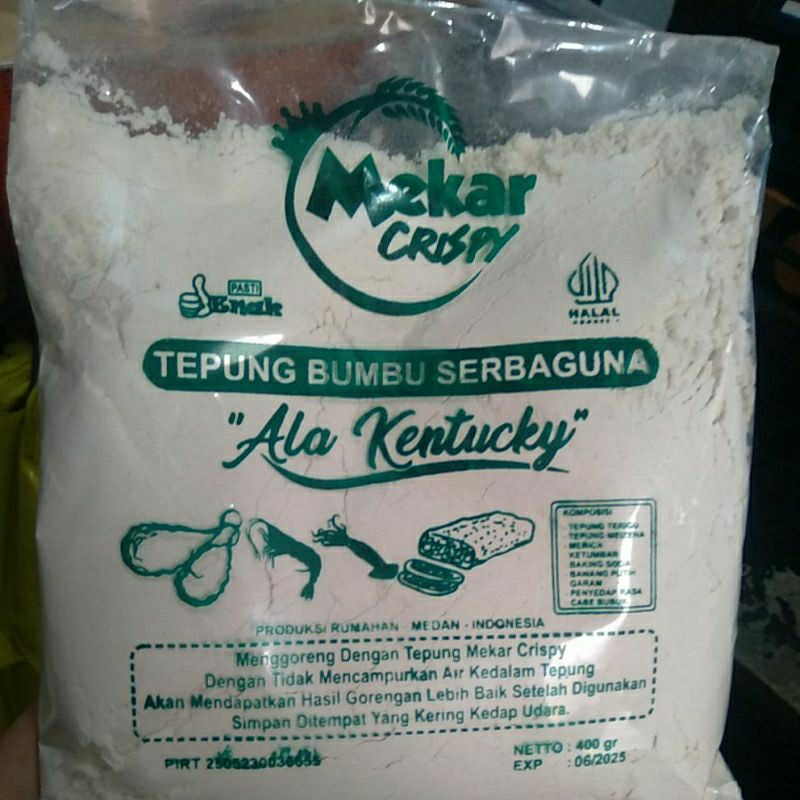 Mekar
CRISPY
PASTI
Enak
HALAL
TEPUNG BUMBU SERBAGUNA
"Ala Kentucky"
KOMPOSISI
TEPUNG TERIGU
TEPUNG MEIZENA
MERICA
KETUMBAR
BAKING SODA
BAWANG PUTIH
GARAM
PENYEDAP RASA
CABE BUBUK
PRODUKSI RUMAHAN - MEDAN - INDONESIA
Menggoreng Dengan Tepung Mekar Crispy
Dengan Tidak Mencampurkan Air Kedalam Tepung
Akan Mendapatkan Hasil Gorengan Lebih Baik Setelah Digunakan
Simpan Ditempat Yang Kering Kedap Udara.
PIRT
NETTO : 400 gr
EXP : 06/2025